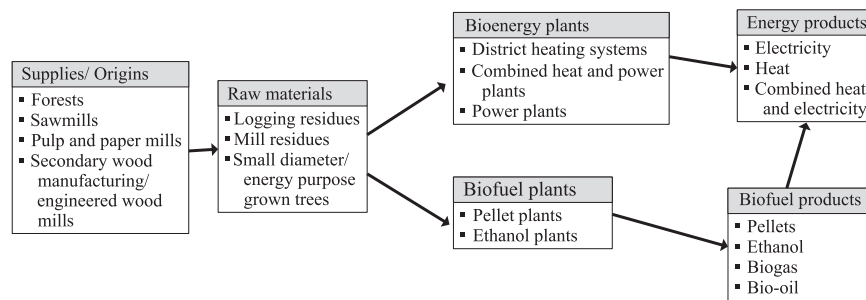 Supplies/ Origins
▪ Forests
▪ Sawmills
▪ Pulp and paper mills
▪ Secondary wood
manufacturing/
engineered wood
mills
Raw materials
▪ Logging residues
▪ Mill residues
▪ Small diameter/
energy purpose
grown trees
Bioenergy plants
▪ District heating systems
▪ Combined heat and power
plants
▪ Power plants
Biofuel plants
▪ Pellet plants
▪ Ethanol plants
Energy products
▪ Electricity
▪ Heat
▪ Combined heat
and electricity
Biofuel products
▪ Pellets
▪ Ethanol
▪ Biogas
▪ Bio-oil